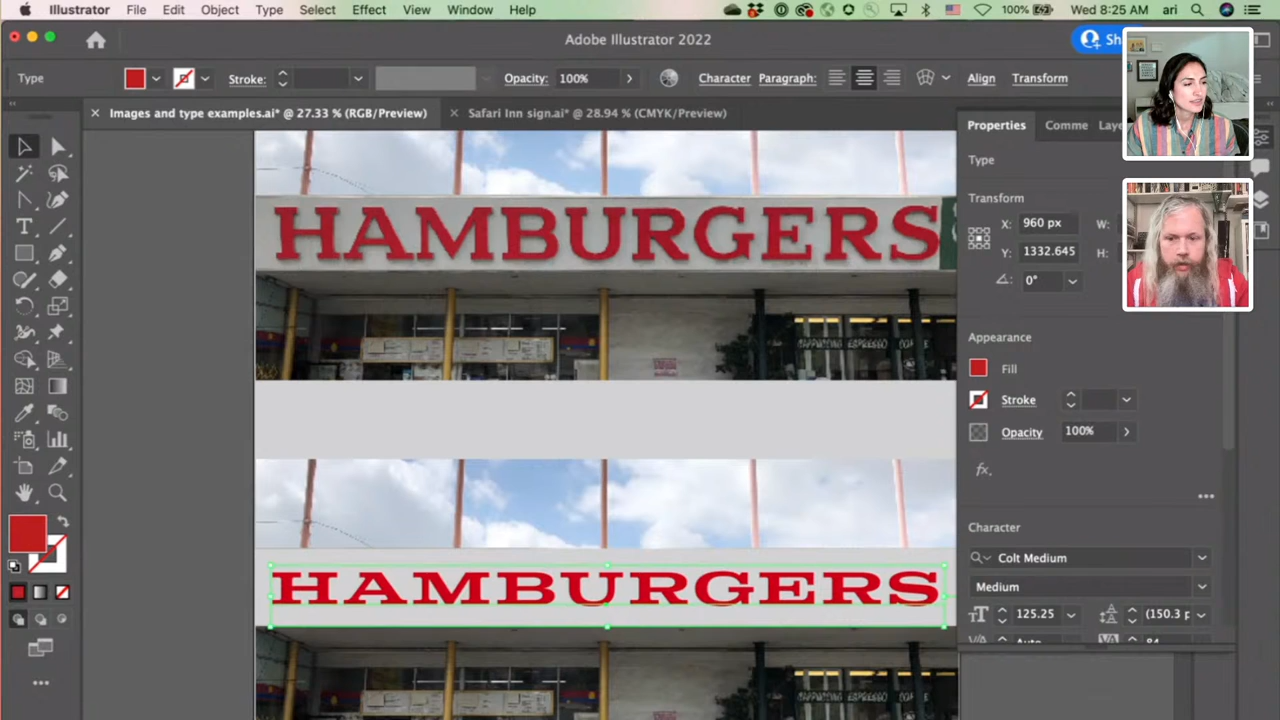 Illustrator File Edit Object Type Select Effect View Window Help 100% Wed 8:25 AM ari
Adobe Illustrator 2022
Type Stroke: Opacity: 100% Character Paragraph: Align Transform
× Images and type examples.ai* @ 27.33 % (RGB/Preview) × Safari Inn sign.ai* @ 28.94 % (CMYK/Preview)
Properties Comme
Type
Transform
X: 960 px W:
Y: 1332.645 H:
0°
HAMBURGERS
Appearance
Fill
Stroke
Opacity 100%
fx
Character
Colt Medium
Medium
125.25 (150.3 p
Auto 84
HAMBURGERS